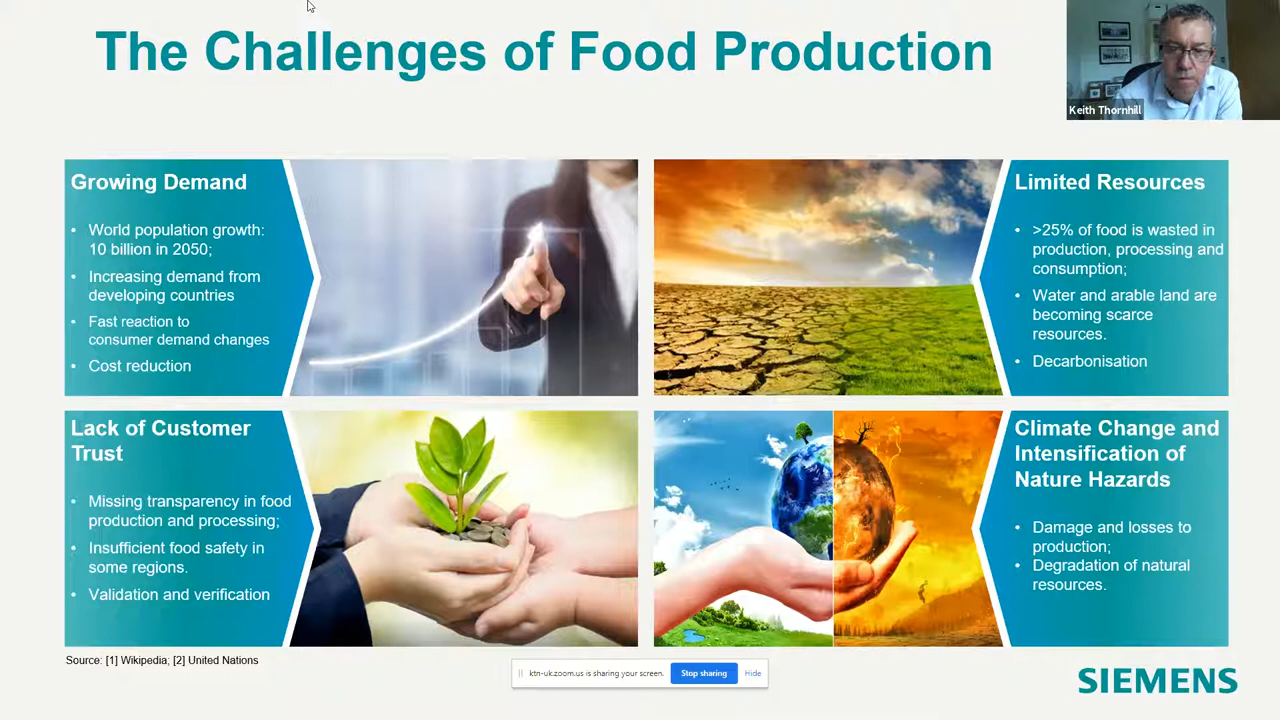 The Challenges of Food Production
Keith Thornhill
Growing Demand
• World population growth:
10 billion in 2050;
• Increasing demand from
developing countries
• Fast reaction to
consumer demand changes
• Cost reduction
Limited Resources
• >25% of food is wasted in
production, processing and
consumption;
• Water and arable land are
becoming scarce
resources.
• Decarbonisation
Lack of Customer
Trust
• Missing transparency in food
production and processing;
• Insufficient food safety in
some regions.
• Validation and verification
Climate Change and
Intensification of
Nature Hazards
• Damage and losses to
production;
• Degradation of natural
resources.
Source: [1] Wikipedia; [2] United Nations
ktn-uk.zoom.us is sharing your screen.
Stop sharing
Hide
SIEMENS